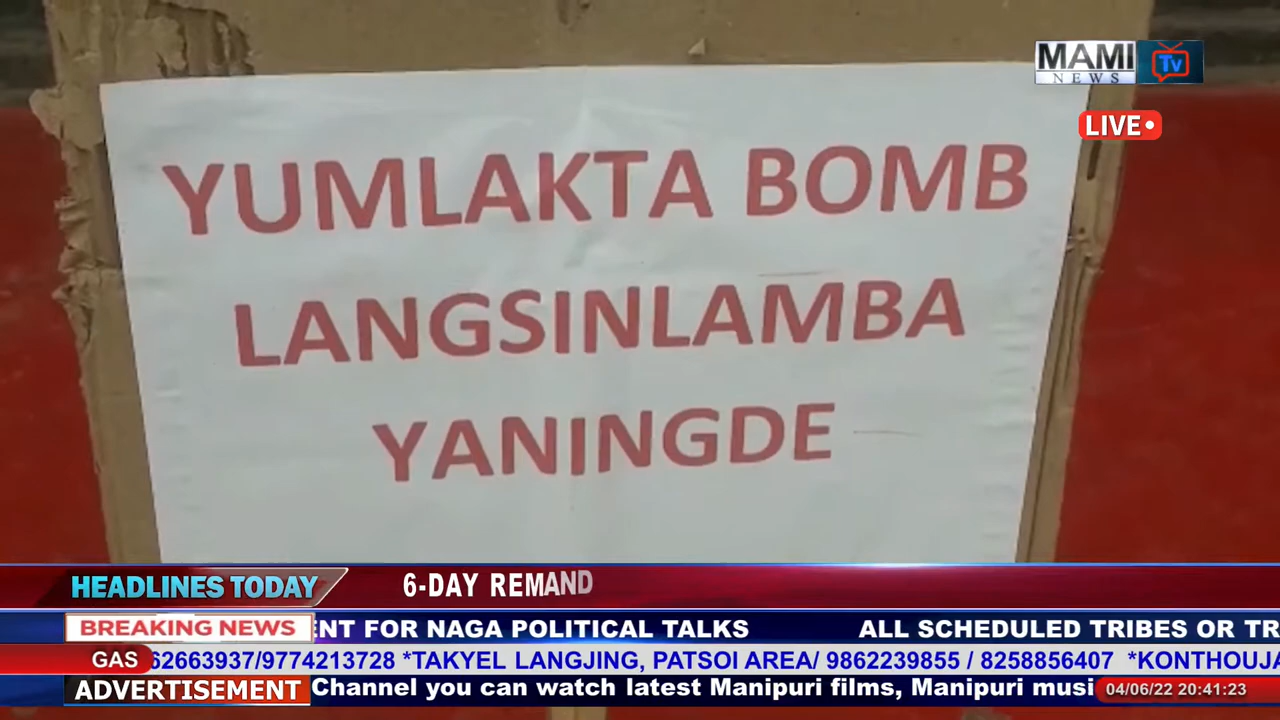 MAMI
NEWS
Tv
LIVE
YUMLAKTA BOMB
LANGSINLAMBA
YANINGDE
HEADLINES TODAY
6-DAY REMAND
BREAKING NEWS
ENT FOR NAGA POLITICAL TALKS ALL SCHEDULED TRIBES OR TR
GAS
62663937/9774213728 *TAKYEL LANGJING, PATSOI AREA/ 9862239855 / 8258856407 *KONTHOUJA
ADVERTISEMENT
Channel you can watch latest Manipuri films, Manipuri musi
04/06/22 20:41:23